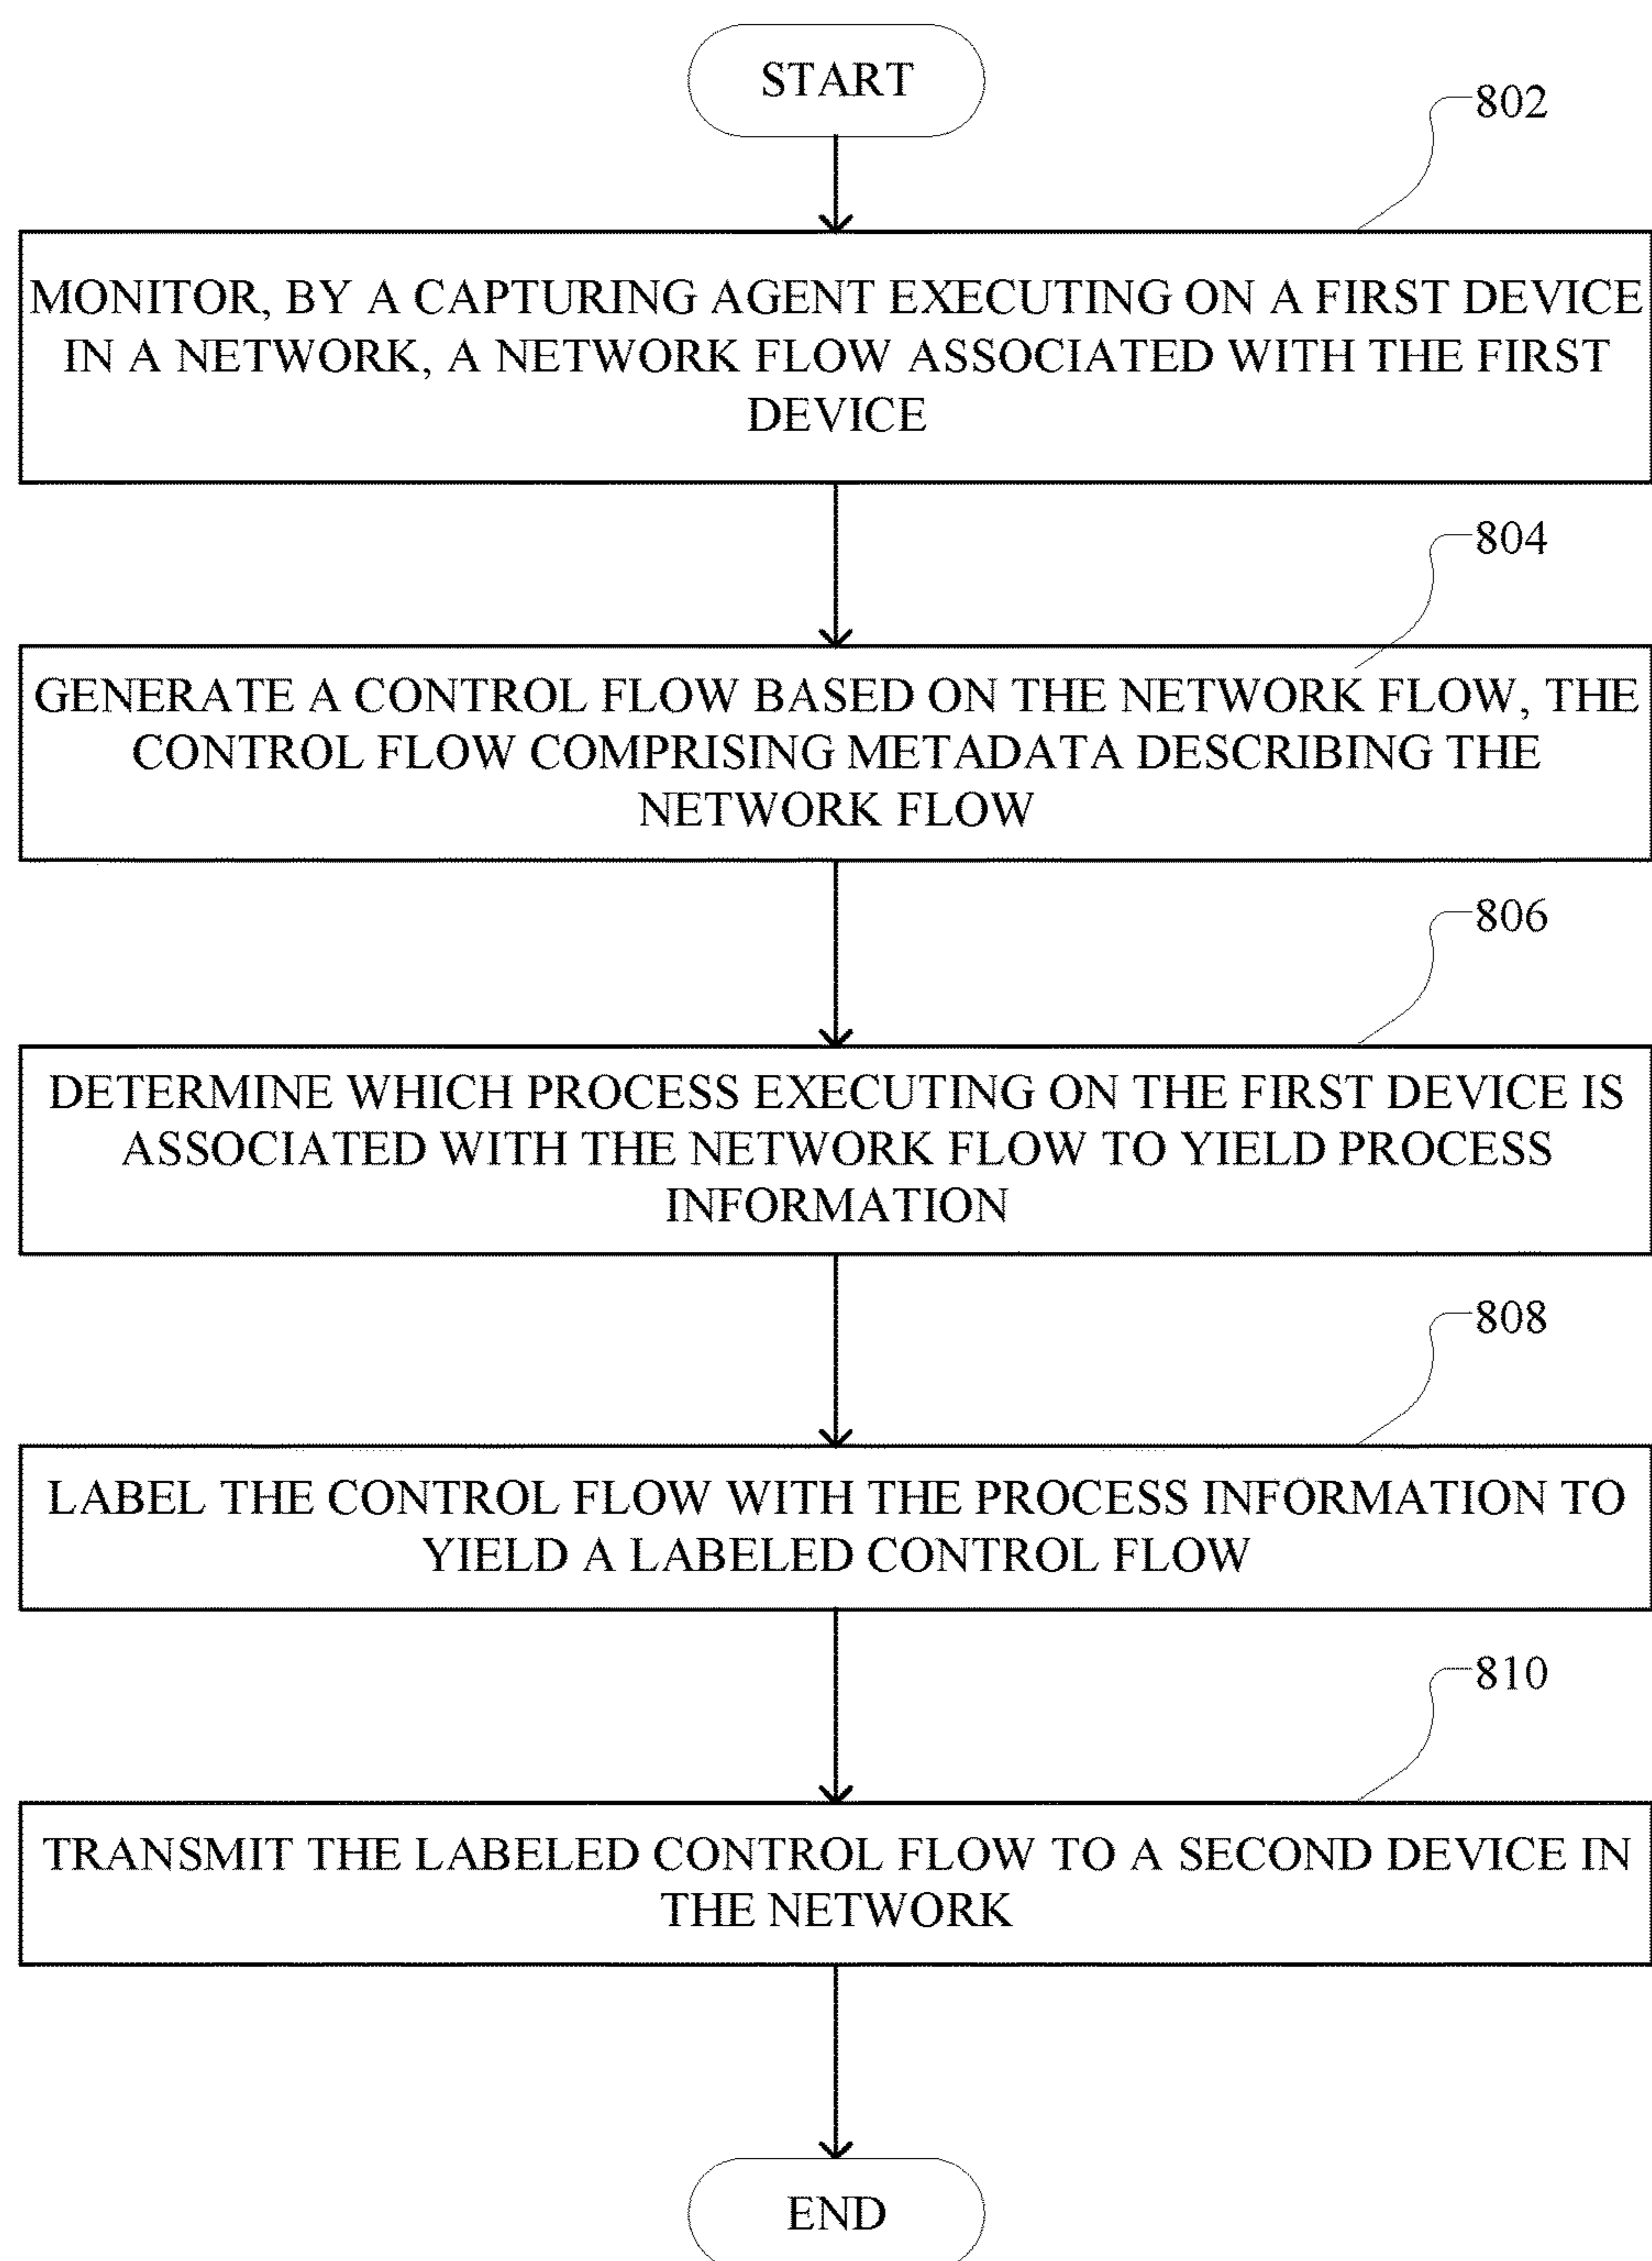 START
802
MONITOR, BY A CAPTURING AGENT EXECUTING ON A FIRST DEVICE
IN A NETWORK, A NETWORK FLOW ASSOCIATED WITH THE FIRST
DEVICE
804
GENERATE A CONTROL FLOW BASED ON THE NETWORK FLOW, THE
CONTROL FLOW COMPRISING METADATA DESCRIBING THE
NETWORK FLOW
806
DETERMINE WHICH PROCESS EXECUTING ON THE FIRST DEVICE IS
ASSOCIATED WITH THE NETWORK FLOW TO YIELD PROCESS
INFORMATION
808
LABEL THE CONTROL FLOW WITH THE PROCESS INFORMATION TO
YIELD A LABELED CONTROL FLOW
810
TRANSMIT THE LABELED CONTROL FLOW TO A SECOND DEVICE IN
THE NETWORK
END